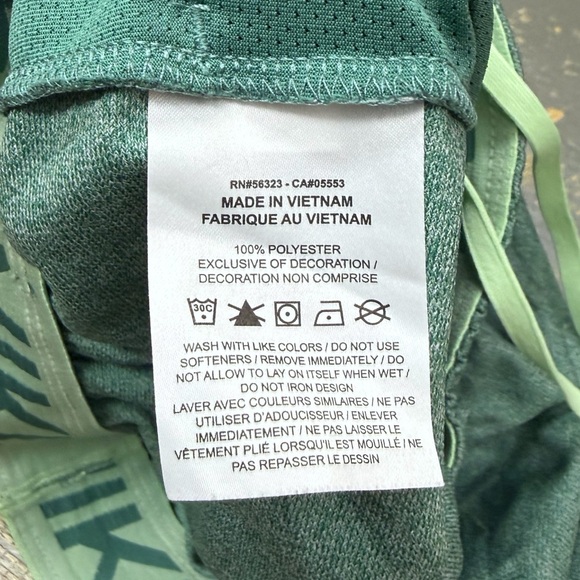 RN#56323 - CA#05553
MADE IN VIETNAM
FABRIQUE AU VIETNAM
100% POLYESTER
EXCLUSIVE OF DECORATION /
DECORATION NON COMPRISE
30C
WASH WITH LIKE COLORS / DO NOT USE
SOFTENERS / REMOVE IMMEDIATELY / DO
NOT ALLOW TO LAY ON ITSELF WHEN WET /
DO NOT IRON DESIGN
LAVER AVEC COULEURS SIMILAIRES / NE PAS
UTILISER D'ADOUCISSEUR / ENLEVER
IMMEDIATEMENT / NE PAS LAISSER LE
VÊTEMENT PLIÉ LORSQU'IL EST MOUILLÉ / NE
PAS REPASSER LE DESSIN